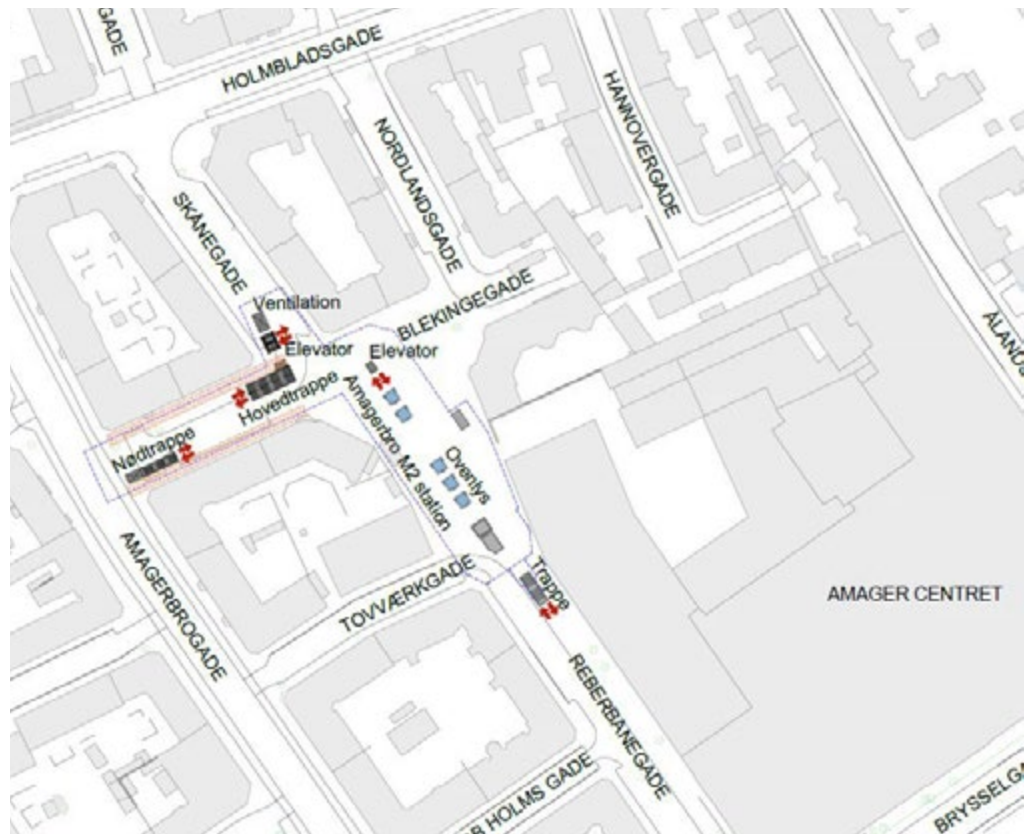 GADE
HOLMBLADSGADE
HANNOVERGADE
NORDLANDSGADE
SKÅNEGADE
Ventilation
BLEKINGEGADE
ÅLANDS
Elevator
Elevator
Hovedtrappe
Nødtrappe
Amagerbro M2 station
Ovenlys
AMAGERBROGADE
TOVVÆRKGADE
Trappe
AMAGER CENTRET
REBERBANEGADE
B HOLMS GADE
BRYSSELGA